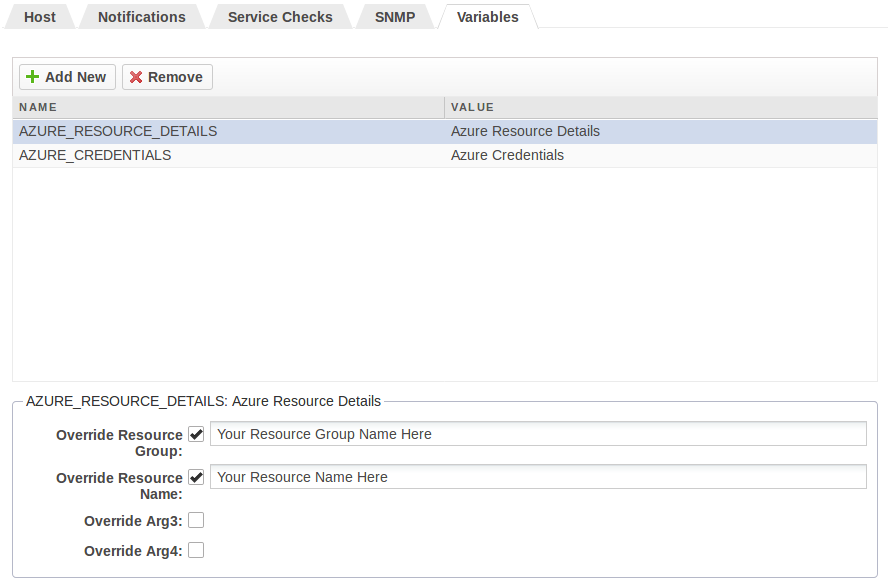 Host Notifications Service Checks SNMP Variables
Add New Remove
NAME VALUE
AZURE_RESOURCE_DETAILS Azure Resource Details
AZURE_CREDENTIALS Azure Credentials
AZURE_RESOURCE_DETAILS: Azure Resource Details
Override Resource Your Resource Group Name Here
Group:
Override Resource Your Resource Name Here
Name:
Override Arg3:
Override Arg4: